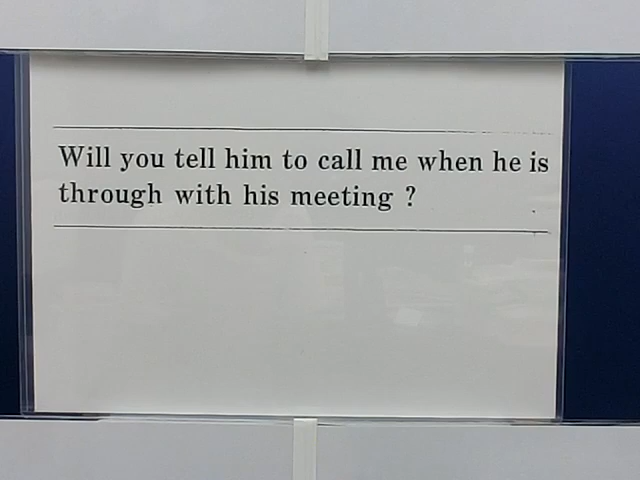 Will you tell him to call me when he is
through with his meeting ?